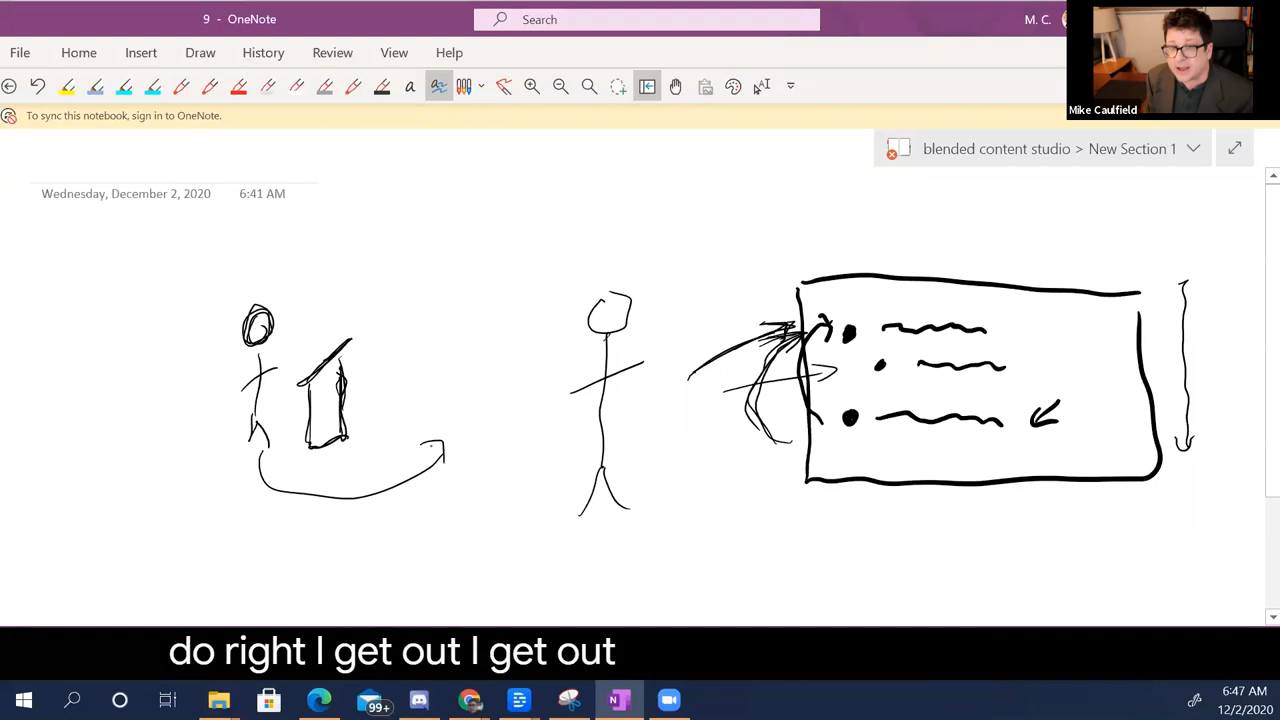 9 - OneNote
Search
M. C.
File Home Insert Draw History Review View Help
To sync this notebook, sign in to OneNote.
Mike Caulfield
blended content studio > New Section 1
Wednesday, December 2, 2020 6:41 AM
do right I get out I get out
99+
6:47 AM
12/2/2020